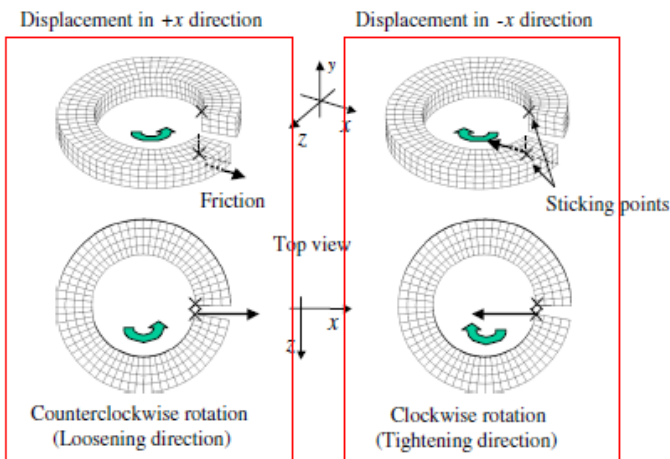 Displacement in +x direction
Displacement in -x direction
y
z
x
Friction
Sticking points
Top view
x
z
Counterclockwise rotation
(Loosening direction)
Clockwise rotation
(Tightening direction)